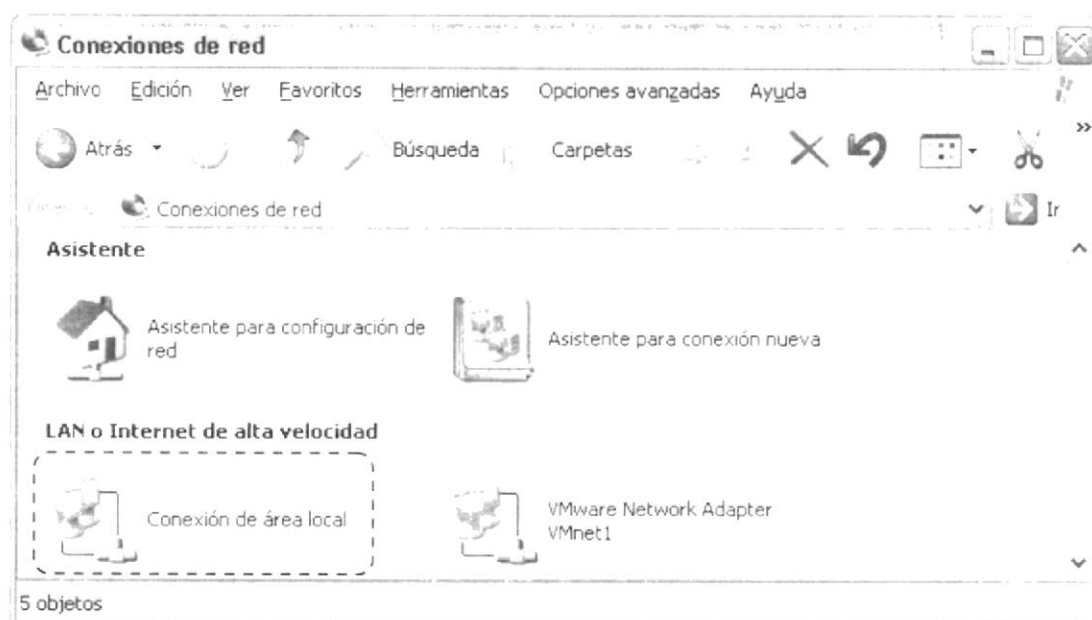 Conexiones de red
Archivo Edición Ver Favoritos Herramientas Opciones avanzadas Ayuda
Atrás Búsqueda Carpetas »
Conexiones de red Ir
Asistente
Asistente para configuración de
red
Asistente para conexión nueva
LAN o Internet de alta velocidad
Conexión de área local
VMware Network Adapter
VMnet1
5 objetos